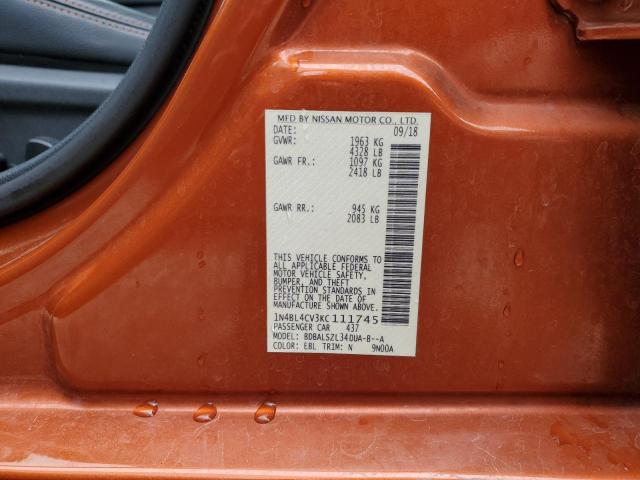 MFD BY NISSAN MOTOR CO., LTD.
DATE: 09/18
GVWR: 1963 KG
4328 LB
GAWR FR.: 1097 KG
2418 LB
GAWR RR.: 945 KG
2083 LB
THIS VEHICLE CONFORMS TO
ALL APPLICABLE FEDERAL
MOTOR VEHICLE SAFETY,
BUMPER, AND THEFT
PREVENTION STANDARDS IN
EFFECT ON THE DATE OF
MANUFACTURE SHOWN ABOVE.
1N4BL4CV3KC111745
PASSENGER CAR 437
MODEL: BDBALSZL34DUA-B--A
COLOR: EBL TRIM: N 9N00A